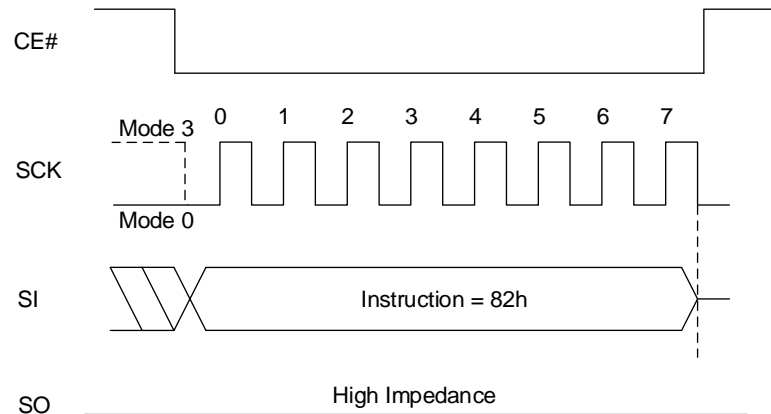 CE#
Mode 3 0 1 2 3 4 5 6 7
SCK
Mode 0
SI Instruction = 82h
SO High Impedance